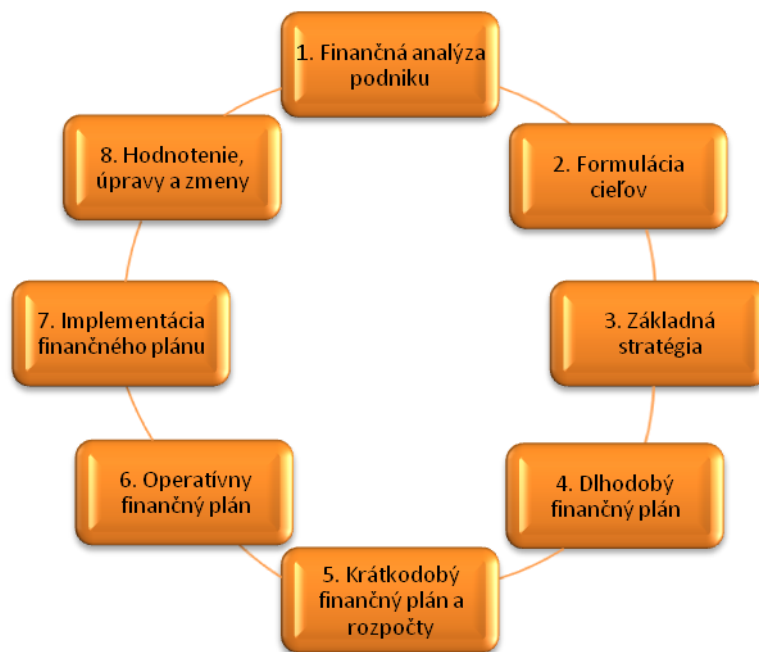 1. Finančná analýza
podniku
2. Formulácia
cieľov
3. Základná
stratégia
4. Dlhodobý
finančný plán
5. Krátkodobý
finančný plán a
rozpočty
6. Operatívny
finančný plán
7. Implementácia
finančného plánu
8. Hodnotenie,
úpravy a zmeny